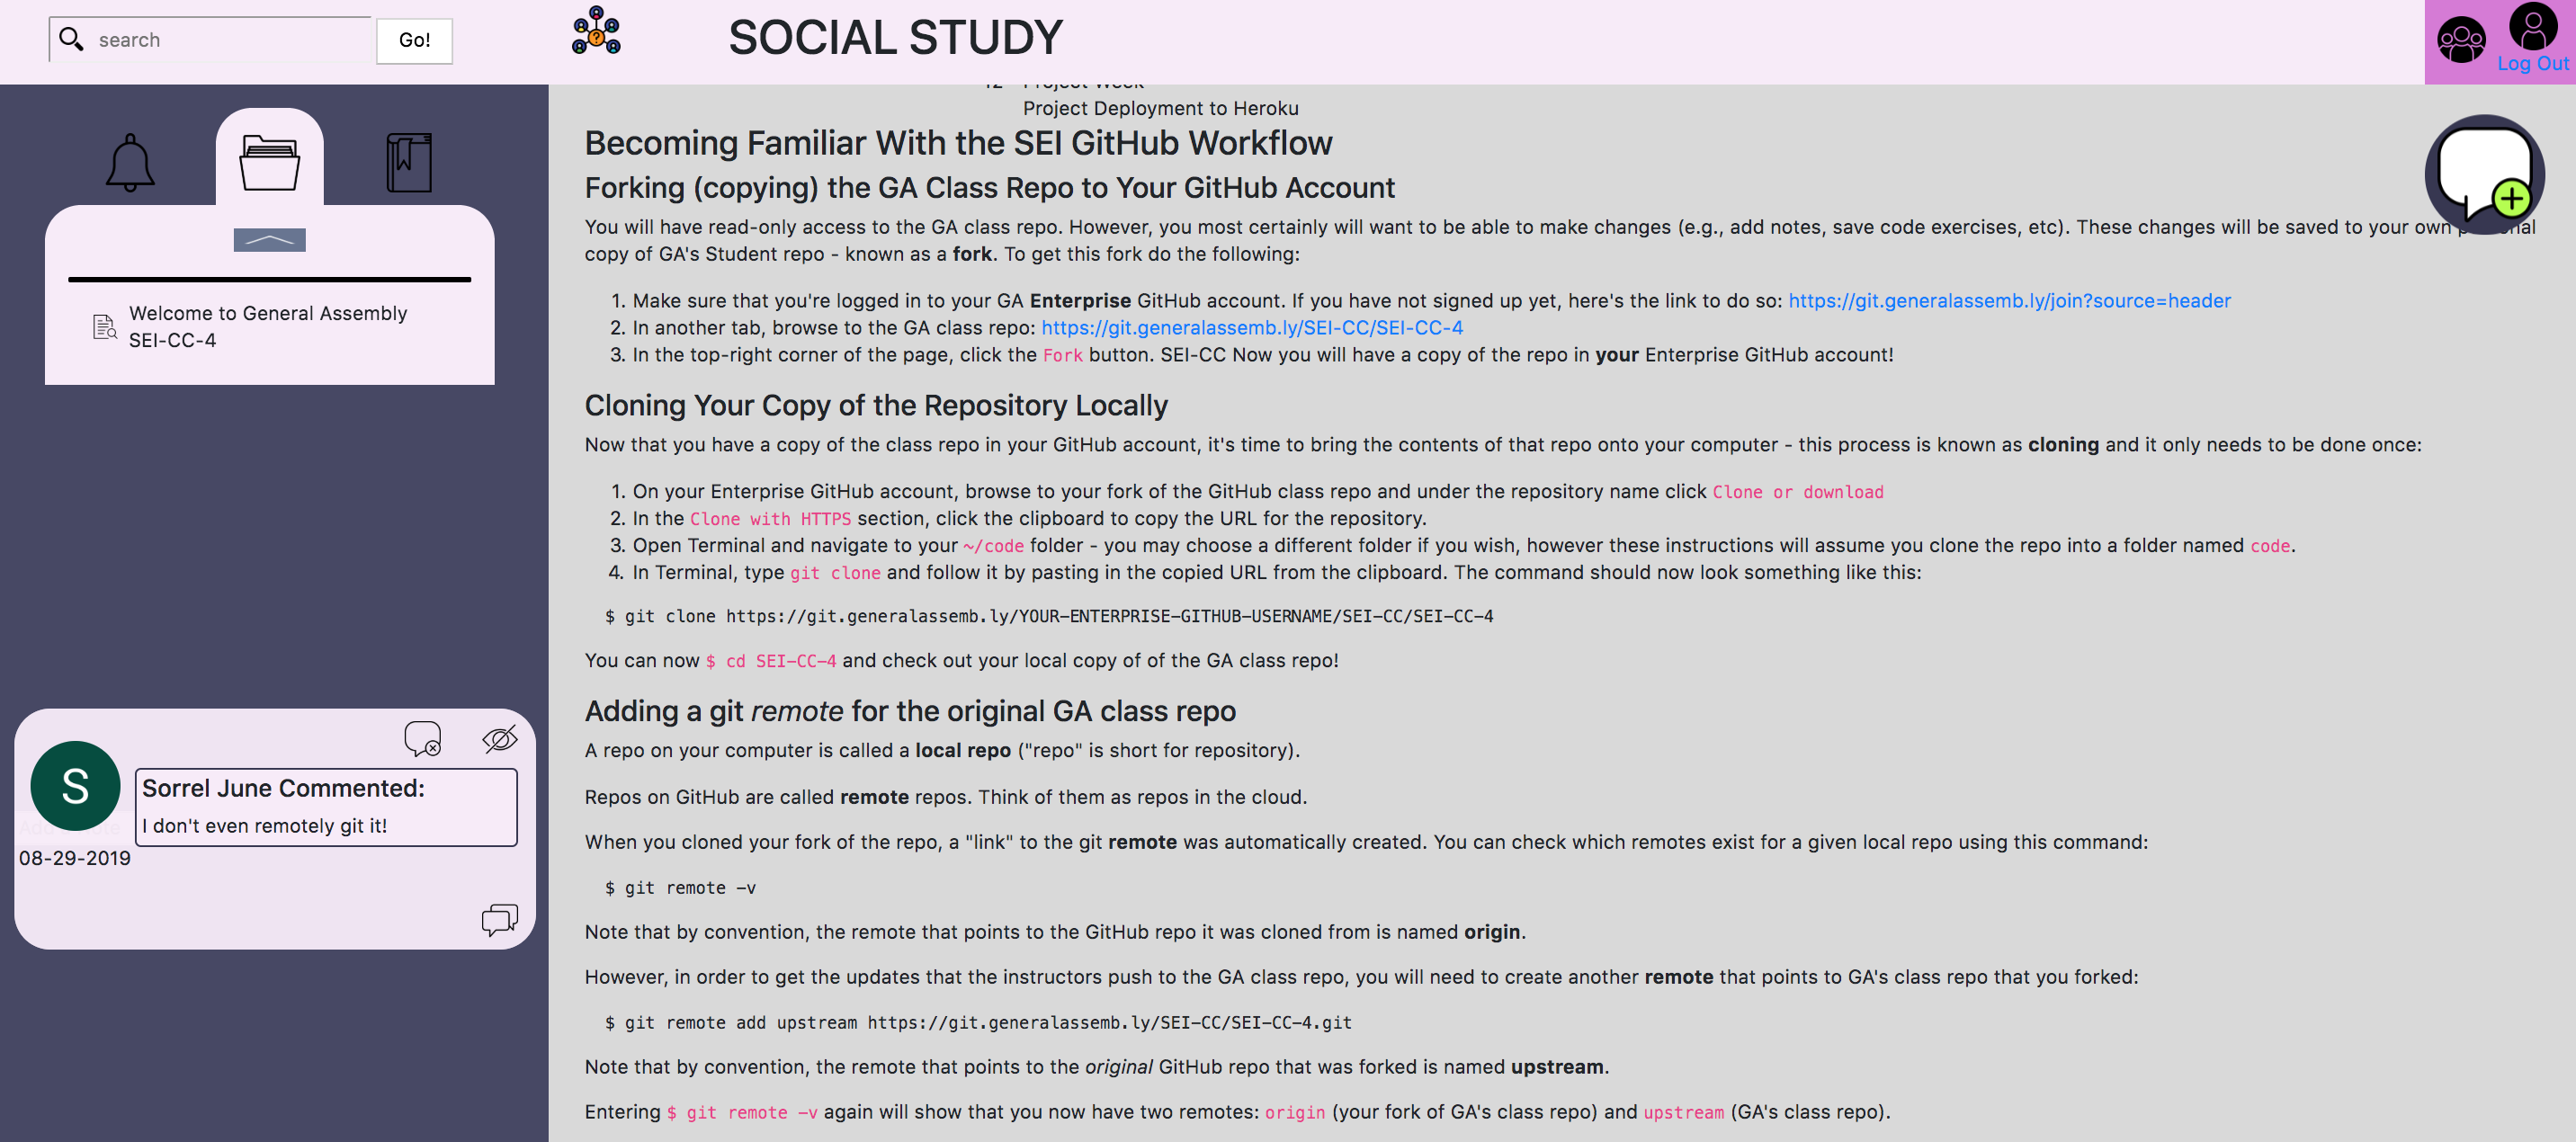 search
Go!
SOCIAL STUDY
Log Out
Project Week
Project Deployment to Heroku
Becoming Familiar With the SEI GitHub Workflow
Forking (copying) the GA Class Repo to Your GitHub Account
You will have read-only access to the GA class repo. However, you most certainly will want to be able to make changes (e.g., add notes, save code exercises, etc). These changes will be saved to your own
copy of GA's Student repo - known as a fork. To get this fork do the following:
1. Make sure that you're logged in to your GA Enterprise GitHub account. If you have not signed up yet, here's the link to do so: https://git.generalassemb.ly/join?source=header
2. In another tab, browse to the GA class repo: https://git.generalassemb.ly/SEI-CC/SEI-CC-4
3. In the top-right corner of the page, click the Fork button. SEI-CC Now you will have a copy of the repo in your Enterprise GitHub account!
Cloning Your Copy of the Repository Locally
Now that you have a copy of the class repo in your GitHub account, it's time to bring the contents of that repo onto your computer - this process is known as cloning and it only needs to be done once:
1. On your Enterprise GitHub account, browse to your fork of the GitHub class repo and under the repository name click Clone or download
2. In the Clone with HTTPS section, click the clipboard to copy the URL for the repository.
3. Open Terminal and navigate to your ~/code folder - you may choose a different folder if you wish, however these instructions will assume you clone the repo into a folder named code.
4. In Terminal, type git clone and follow it by pasting in the copied URL from the clipboard. The command should now look something like this:
$ git clone https://git.generalassemb.ly/YOUR-ENTERPRISE-GITHUB-USERNAME/SEI-CC/SEI-CC-4
You can now $ cd SEI-CC-4 and check out your local copy of of the GA class repo!
Adding a git remote for the original GA class repo
A repo on your computer is called a local repo ("repo" is short for repository).
Repos on GitHub are called remote repos. Think of them as repos in the cloud.
When you cloned your fork of the repo, a "link" to the git remote was automatically created. You can check which remotes exist for a given local repo using this command:
$ git remote -v
Note that by convention, the remote that points to the GitHub repo it was cloned from is named origin.
However, in order to get the updates that the instructors push to the GA class repo, you will need to create another remote that points to GA's class repo that you forked:
$ git remote add upstream https://git.generalassemb.ly/SEI-CC/SEI-CC-4.git
Note that by convention, the remote that points to the original GitHub repo that was forked is named upstream.
Entering $ git remote -v again will show that you now have two remotes: origin (your fork of GA's class repo) and upstream (GA's class repo).
Welcome to General Assembly
SEI-CC-4
S
Sorrel June Commented:
I don't even remotely git it!
08-29-2019